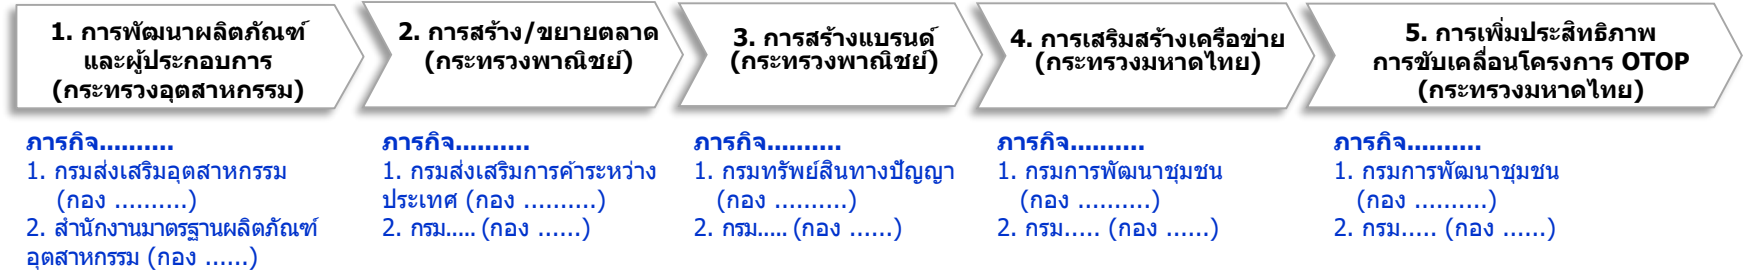 1. การพัฒนาผลิตภัณฑ์
และผู้ประกอบการ
(กระทรวงอุตสาหกรรม)
2. การสร้าง/ขยายตลาด
(กระทรวงพาณิชย์)
3. การสร้างแบรนด์
(กระทรวงพาณิชย์)
4. การเสริมสร้างเครือข่าย
(กระทรวงมหาดไทย)
5. การเพิ่มประสิทธิภาพ
การขับเคลื่อนโครงการ OTOP
(กระทรวงมหาดไทย)
ภารกิจ..........
1. กรมส่งเสริมอุตสาหกรรม
(กอง ..........)
2. สำนักงานมาตรฐานผลิตภัณฑ์
อุตสาหกรรม (กอง ......)
ภารกิจ..........
1. กรมส่งเสริมการค้าระหว่าง
ประเทศ (กอง ..........)
2. กรม..... (กอง ......)
ภารกิจ..........
1. กรมทรัพย์สินทางปัญญา
(กอง ..........)
2. กรม..... (กอง ......)
ภารกิจ..........
1. กรมการพัฒนาชุมชน
(กอง ..........)
2. กรม..... (กอง ......)
ภารกิจ..........
1. กรมการพัฒนาชุมชน
(กอง ..........)
2. กรม..... (กอง ......)